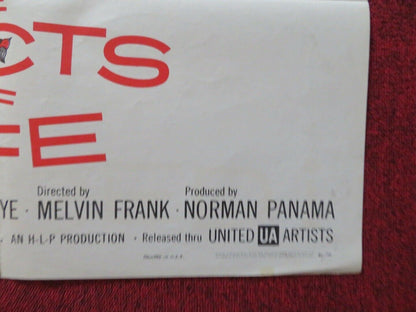 CTS
FE
Directed by Produced by
YE · MELVIN FRANK · NORMAN PANAMA
AN H-L-P PRODUCTION · Released thru UNITED UA ARTISTS